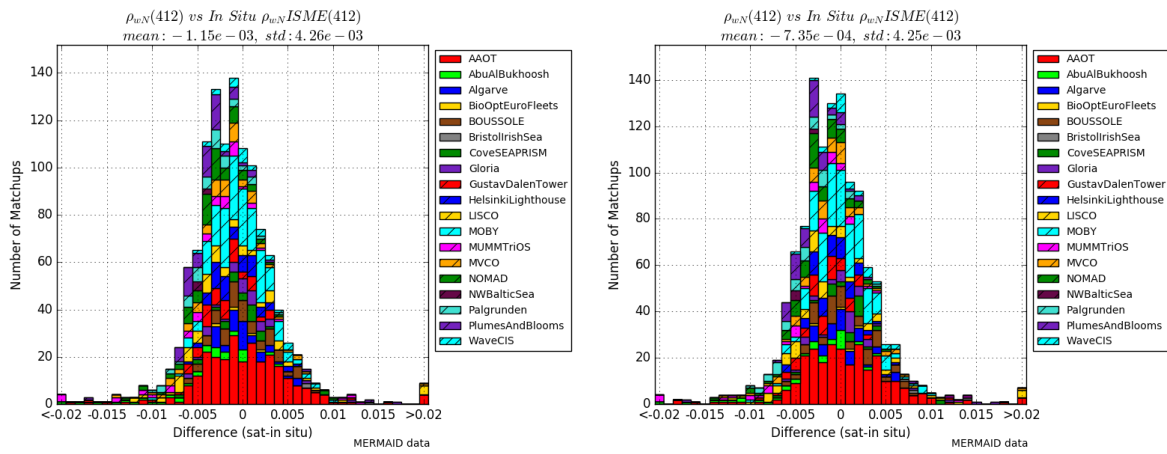 ρwN(412) vs In Situ ρwNISME(412)
mean: −1.15e−03, std: 4.26e−03
Number of Matchups
140
120
100
80
60
40
20
0
<-0.02 -0.015 -0.01 -0.005 0 0.005 0.01 0.015 >0.02
Difference (sat-in situ)
MERMAID data
AAOT
AbuAlBukhoosh
Algarve
BioOptEuroFleets
BOUSSOLE
BristolIrishSea
CoveSEAPRISM
Gloria
GustavDalenTower
HelsinkiLighthouse
LISCO
MOBY
MUMMTriOS
MVCO
NOMAD
NWBalticSea
Palgrunden
PlumesAndBlooms
WaveCIS
ρwN(412) vs In Situ ρwNISME(412)
mean: −7.35e−04, std: 4.25e−03
Number of Matchups
140
120
100
80
60
40
20
0
<-0.02 -0.015 -0.01 -0.005 0 0.005 0.01 0.015 >0.02
Difference (sat-in situ)
MERMAID data
AAOT
AbuAlBukhoosh
Algarve
BioOptEuroFleets
BOUSSOLE
BristolIrishSea
CoveSEAPRISM
Gloria
GustavDalenTower
HelsinkiLighthouse
LISCO
MOBY
MUMMTriOS
MVCO
NOMAD
NWBalticSea
Palgrunden
PlumesAndBlooms
WaveCIS